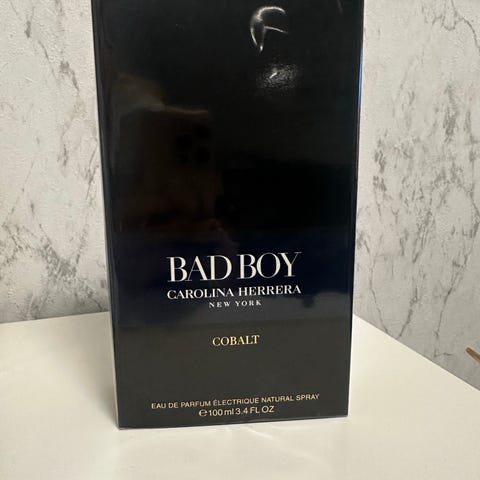 BAD BOY
CAROLINA HERRERA
NEW YORK
COBALT
EAU DE PARFUM ÉLECTRIQUE NATURAL SPRAY
℮100 ml 3.4 FL OZ